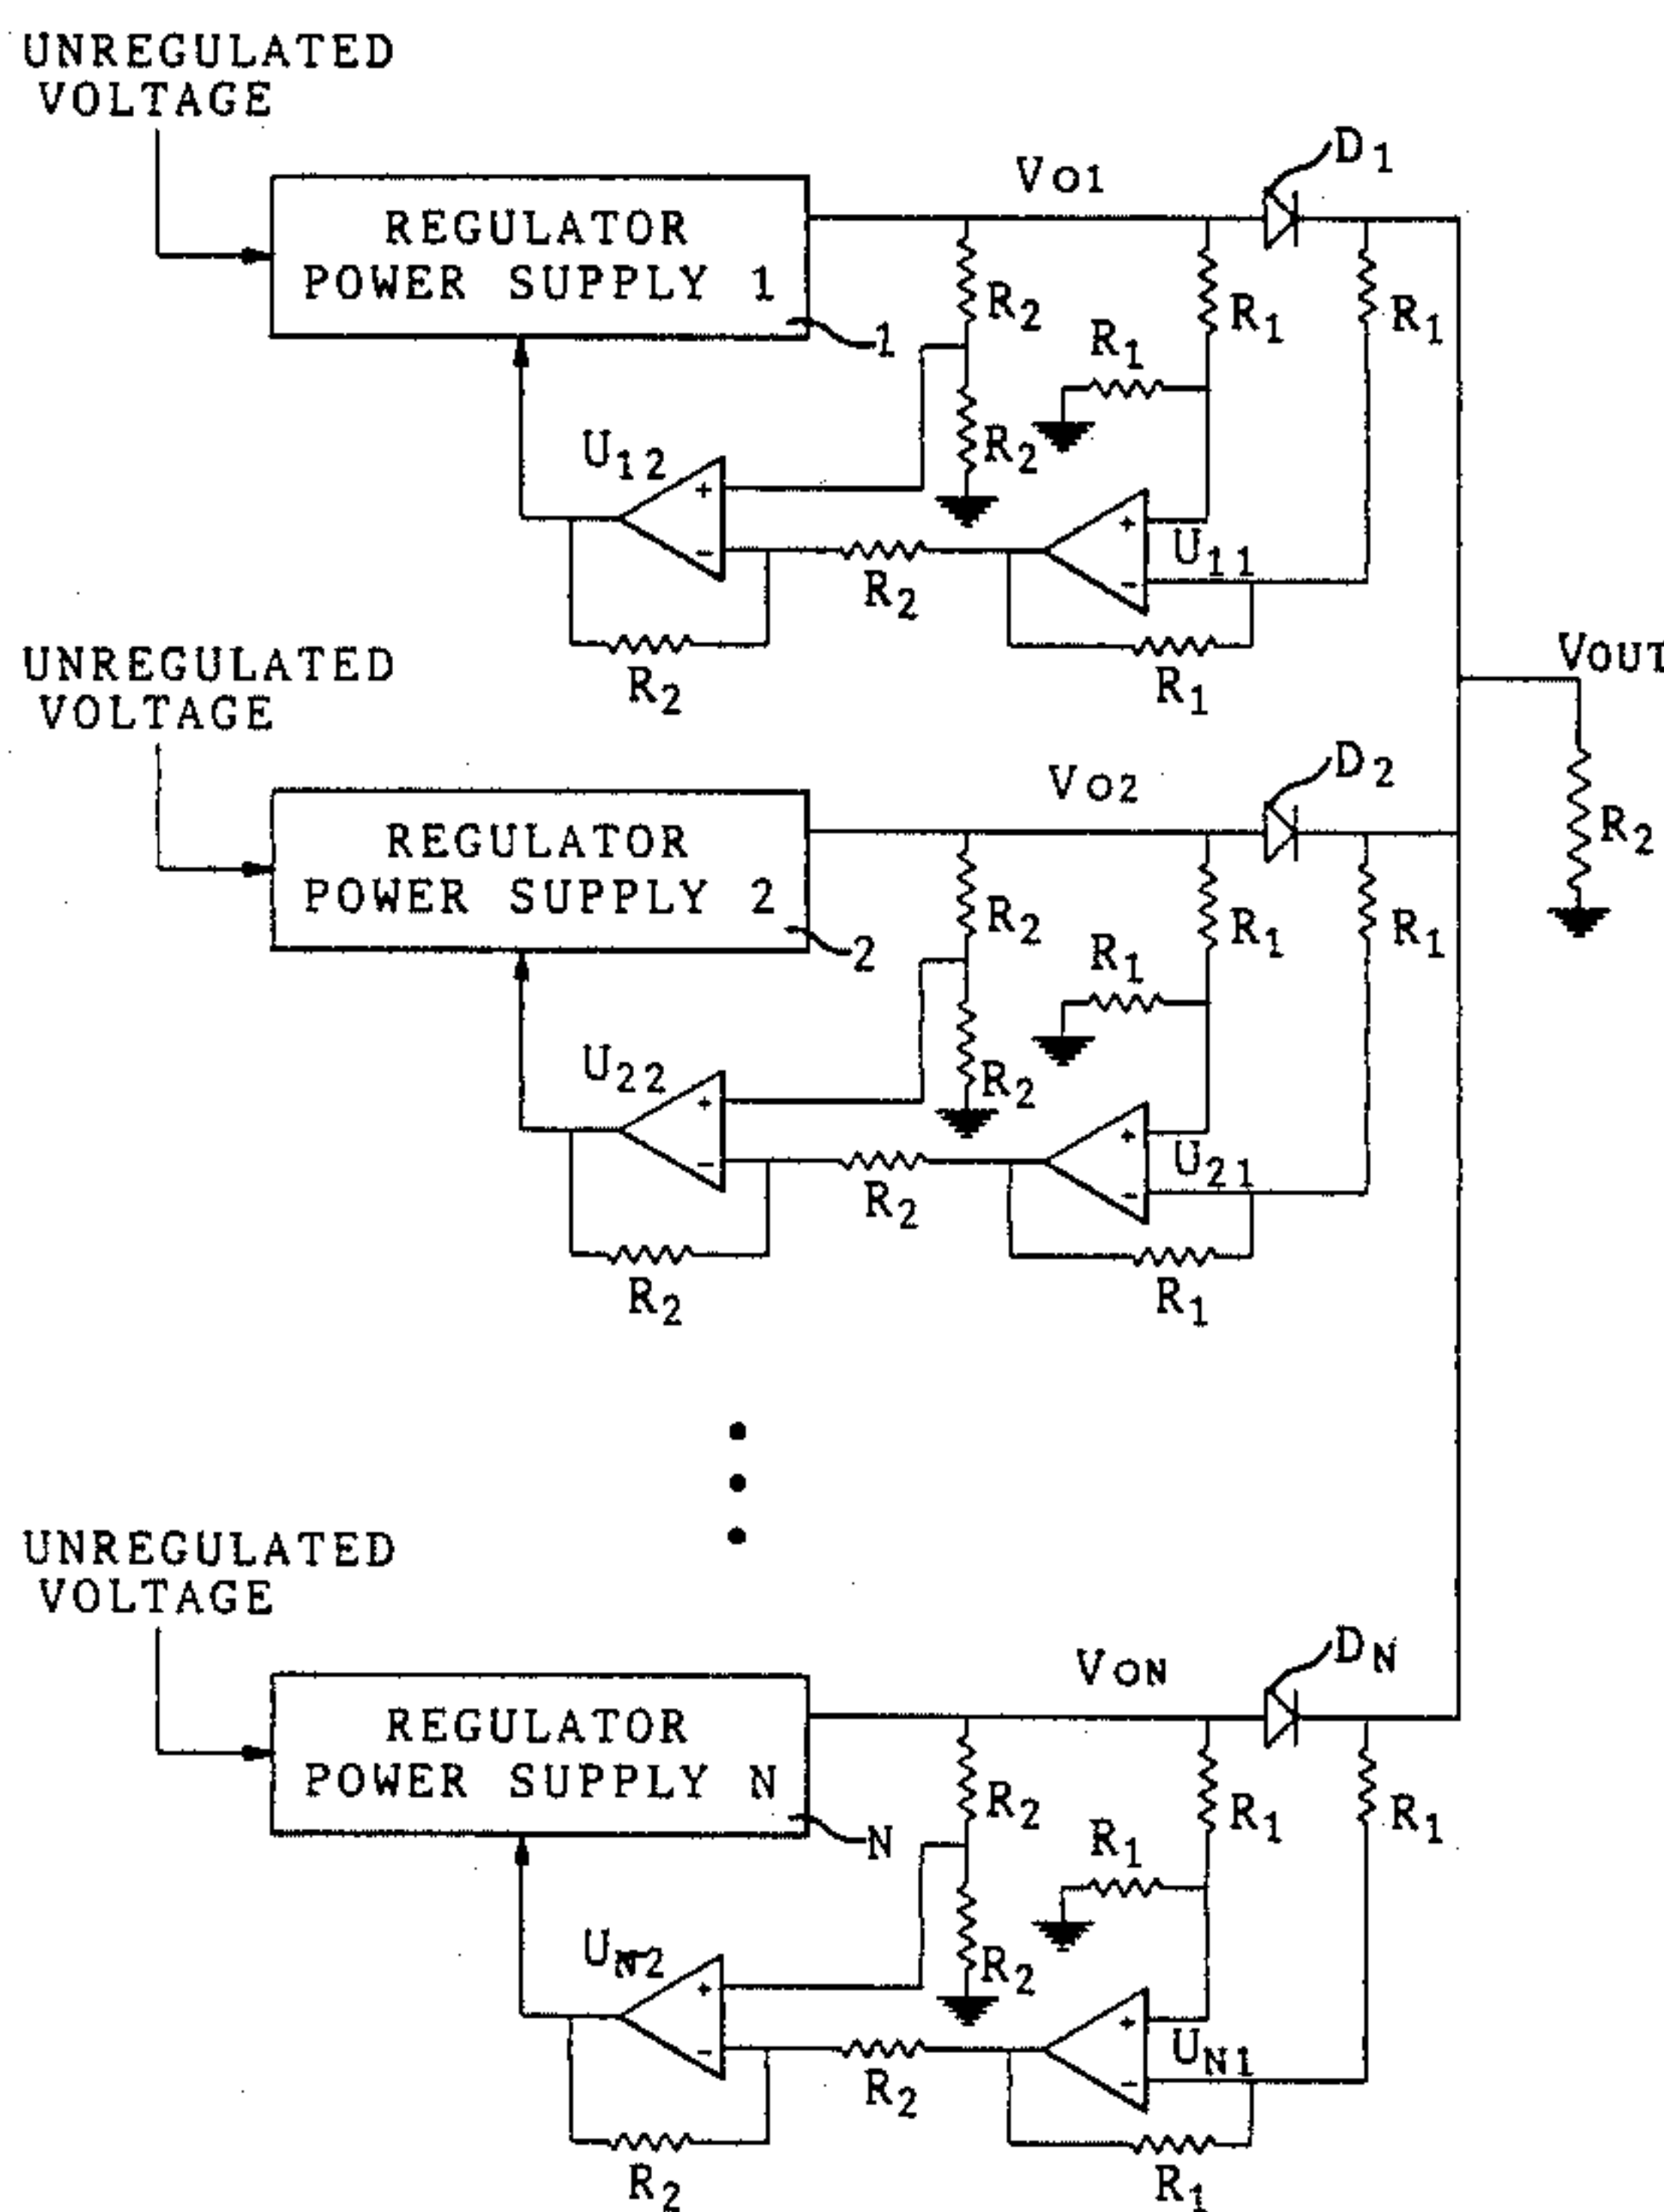 UNREGULATED
VOLTAGE
D1
VO1
REGULATOR
POWER SUPPLY 1
1
R2
R1
R1
R1
R2
U12
+
-
R2
+
-
U11
R2
R1
VOUT
R2
UNREGULATED
VOLTAGE
D2
VO2
REGULATOR
POWER SUPPLY 2
2
R2
R1
R1
R1
R2
U22
+
-
R2
+
-
U21
R2
R1
UNREGULATED
VOLTAGE
DN
VON
REGULATOR
POWER SUPPLY N
N
R2
R1
R1
R1
R2
UN2
+
-
R2
+
-
UN1
R2
R1